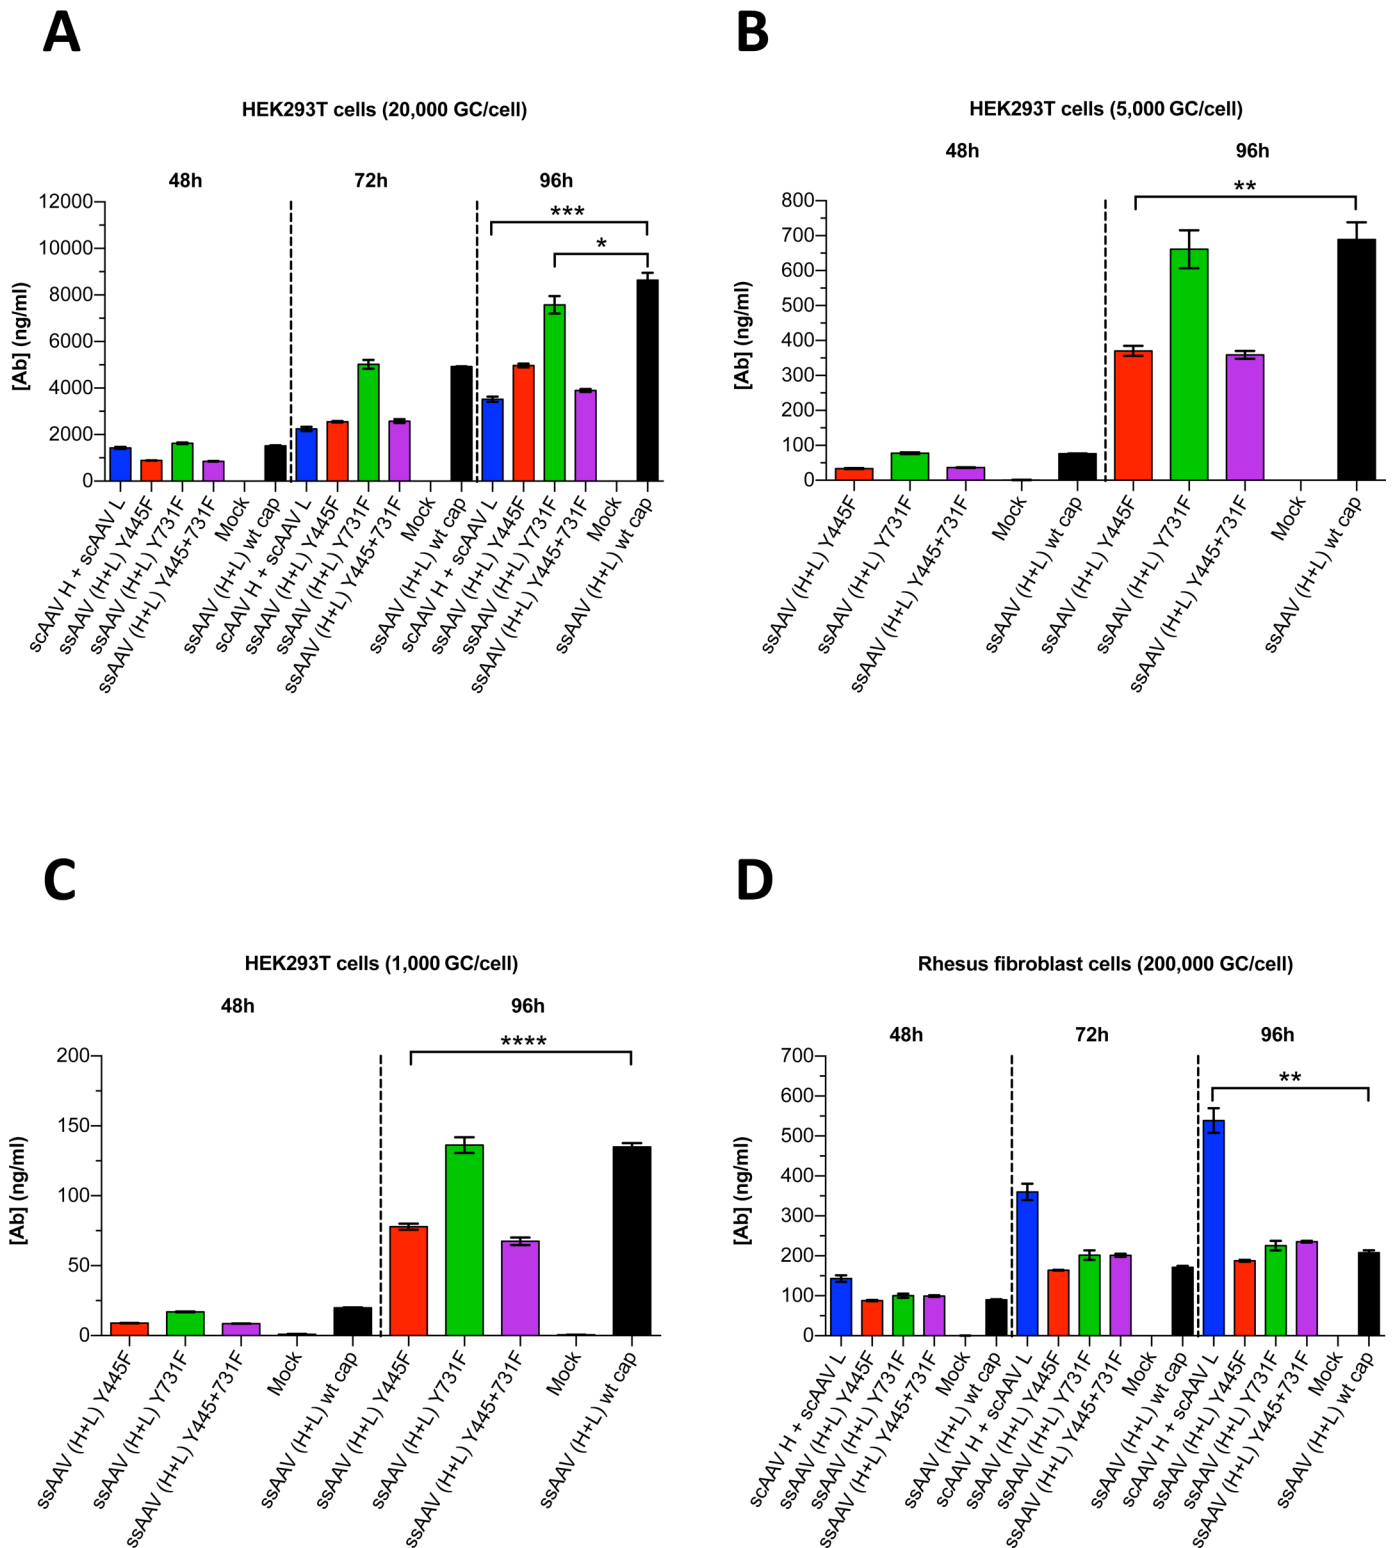 A
HEK293T cells (20,000 GC/cell)
48h 72h 96h
*** *
[Ab] (ng/ml)
12000
10000
8000
6000
4000
2000
0
scAAV H + scAAV L
ssAAV (H+L) Y445F
ssAAV (H+L) Y731F
ssAAV (H+L) Y445+731F
Mock
ssAAV (H+L) wt cap
scAAV H + scAAV L
ssAAV (H+L) Y445F
ssAAV (H+L) Y731F
ssAAV (H+L) Y445+731F
Mock
ssAAV (H+L) wt cap
scAAV H + scAAV L
ssAAV (H+L) Y445F
ssAAV (H+L) Y731F
ssAAV (H+L) Y445+731F
Mock
ssAAV (H+L) wt cap
B
HEK293T cells (5,000 GC/cell)
48h 96h
**
[Ab] (ng/ml)
800
700
600
500
400
300
200
100
0
ssAAV (H+L) Y445F
ssAAV (H+L) Y731F
ssAAV (H+L) Y445+731F
Mock
ssAAV (H+L) wt cap
ssAAV (H+L) Y445F
ssAAV (H+L) Y731F
ssAAV (H+L) Y445+731F
Mock
ssAAV (H+L) wt cap
C
HEK293T cells (1,000 GC/cell)
48h 96h
****
[Ab] (ng/ml)
200
150
100
50
0
ssAAV (H+L) Y445F
ssAAV (H+L) Y731F
ssAAV (H+L) Y445+731F
Mock
ssAAV (H+L) wt cap
ssAAV (H+L) Y445F
ssAAV (H+L) Y731F
ssAAV (H+L) Y445+731F
Mock
ssAAV (H+L) wt cap
D
Rhesus fibroblast cells (200,000 GC/cell)
48h 72h 96h
**
[Ab] (ng/ml)
700
600
500
400
300
200
100
0
scAAV H + scAAV L
ssAAV (H+L) Y445F
ssAAV (H+L) Y731F
ssAAV (H+L) Y445+731F
Mock
ssAAV (H+L) wt cap
scAAV H + scAAV L
ssAAV (H+L) Y445F
ssAAV (H+L) Y731F
ssAAV (H+L) Y445+731F
Mock
ssAAV (H+L) wt cap
scAAV H + scAAV L
ssAAV (H+L) Y445F
ssAAV (H+L) Y731F
ssAAV (H+L) Y445+731F
Mock
ssAAV (H+L) wt cap